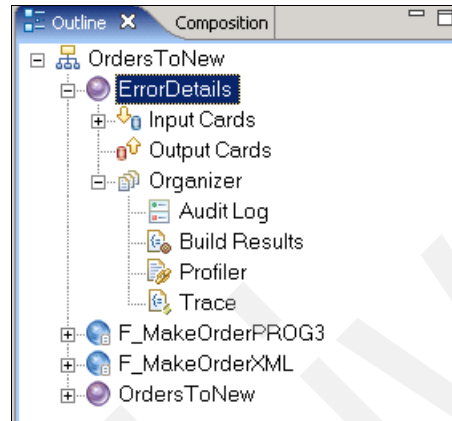 Outline Composition
OrdersToNew
ErrorDetails
Input Cards
Output Cards
Organizer
Audit Log
Build Results
Profiler
Trace
F_MakeOrderPROG3
F_MakeOrderXML
OrdersToNew